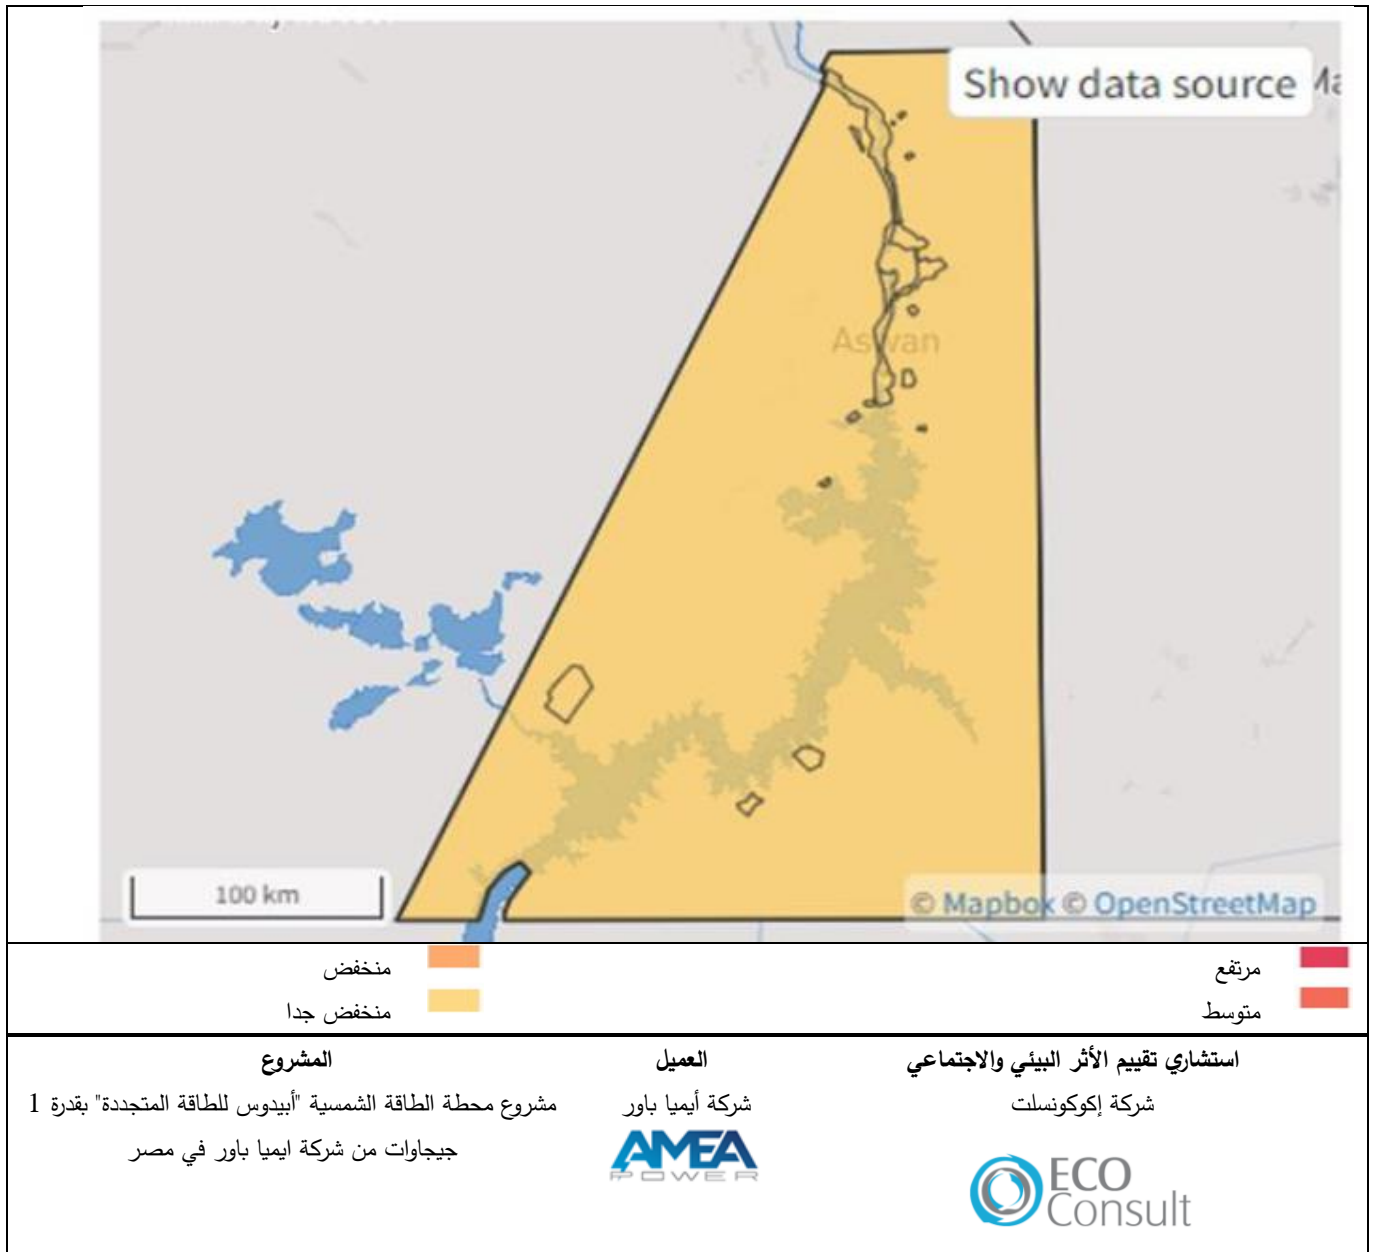 Show data source
Ma
Aswan
100 km
© Mapbox © OpenStreetMap
مرتفع
منخفض
متوسط
منخفض جدا
استشاري تقييم الأثر البيئي والاجتماعي
العميل
المشروع
شركة إكوكونسلت
شركة أيميا باور
مشروع محطة الطاقة الشمسية "أبيدوس للطاقة المتجددة" بقدرة 1
جيجاوات من شركة ايميا باور في مصر
AMEA
POWER
ECO
Consult